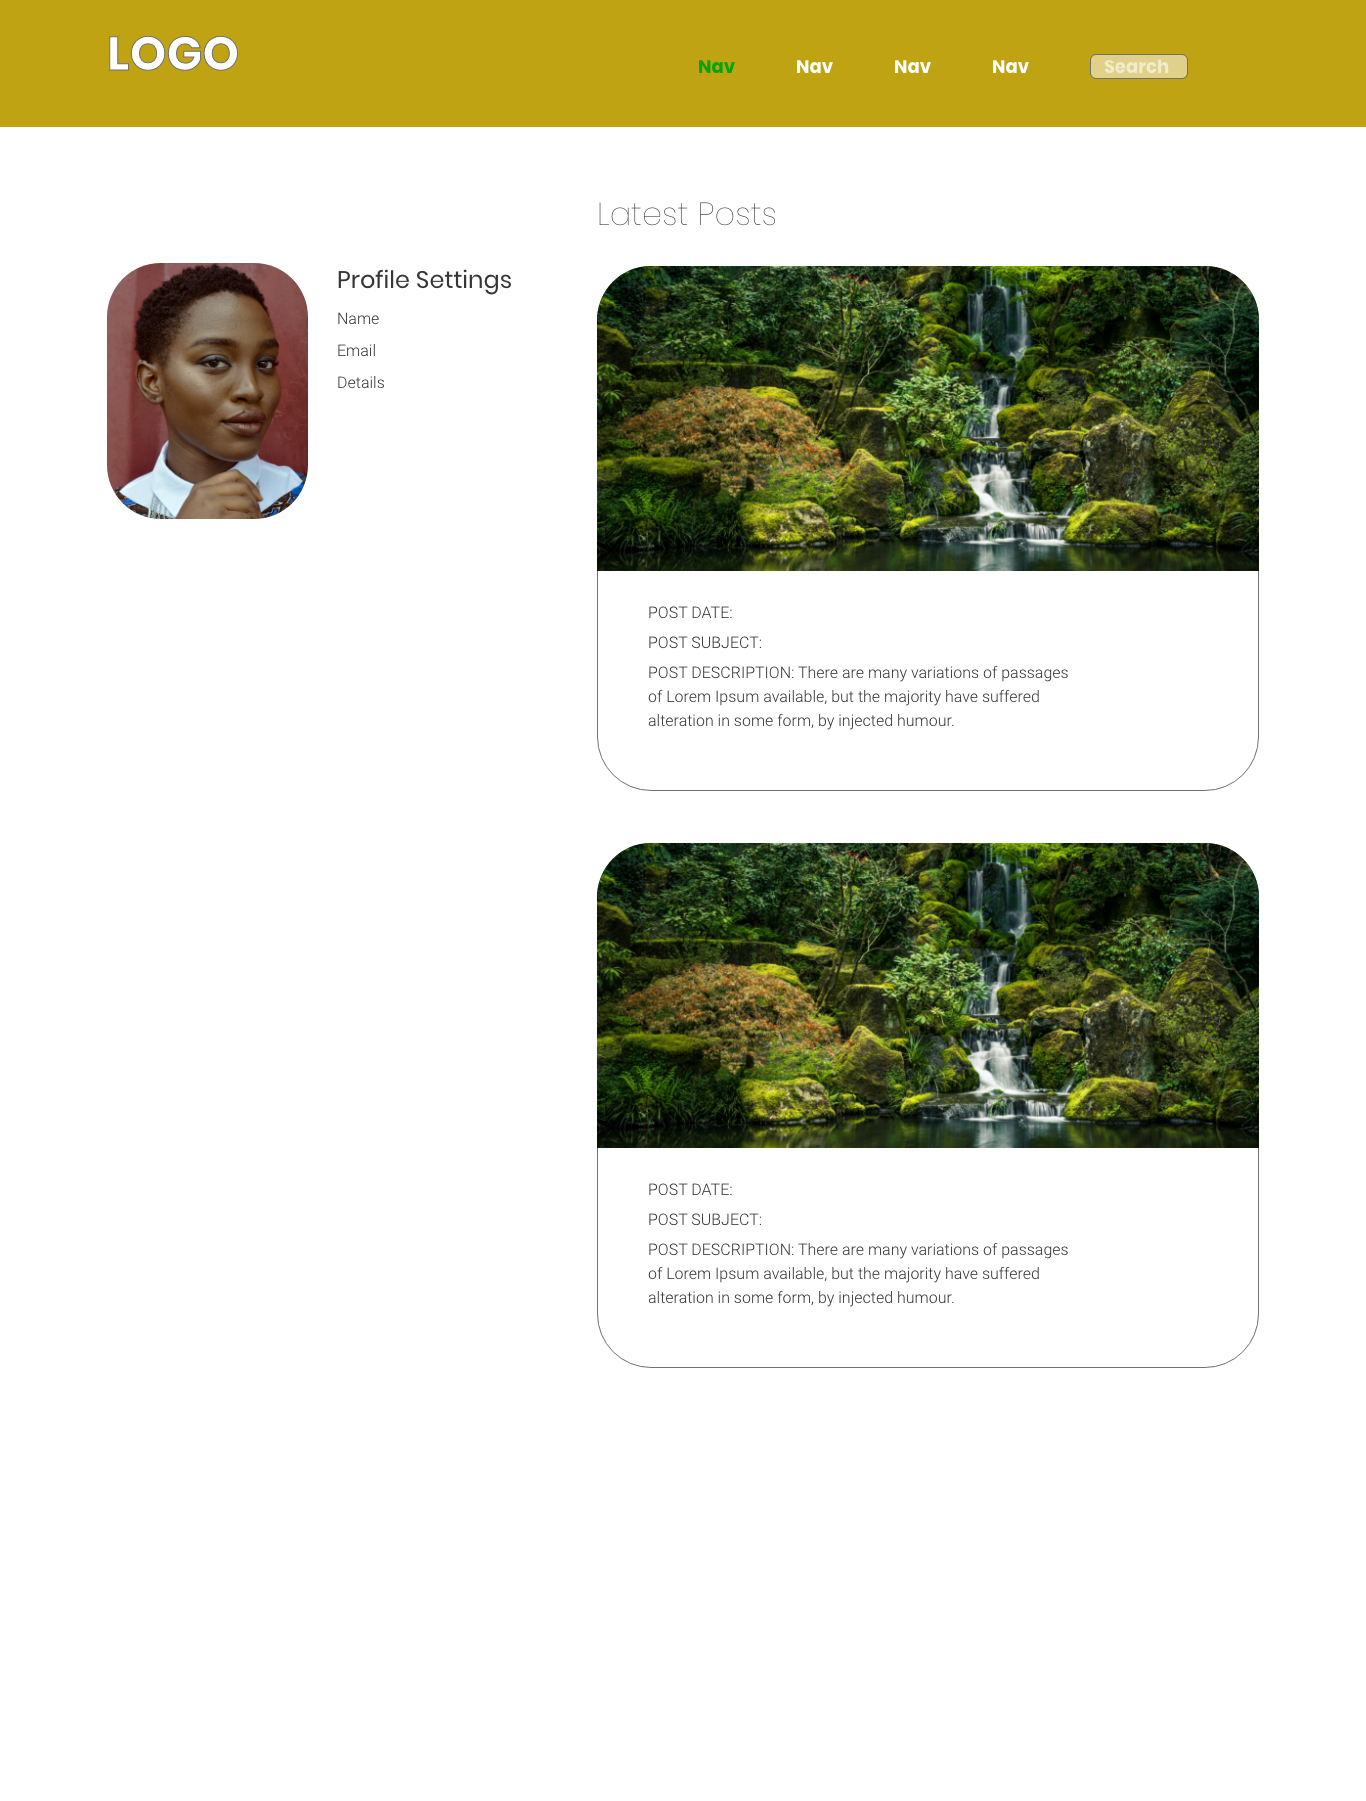 LOGO
Nav
Nav
Nav
Nav
Search
Latest Posts
Profile Settings
Name
Email
Details
POST DATE:
POST SUBJECT:
POST DESCRIPTION: There are many variations of passages
of Lorem Ipsum available, but the majority have suffered
alteration in some form, by injected humour.
POST DATE:
POST SUBJECT:
POST DESCRIPTION: There are many variations of passages
of Lorem Ipsum available, but the majority have suffered
alteration in some form, by injected humour.